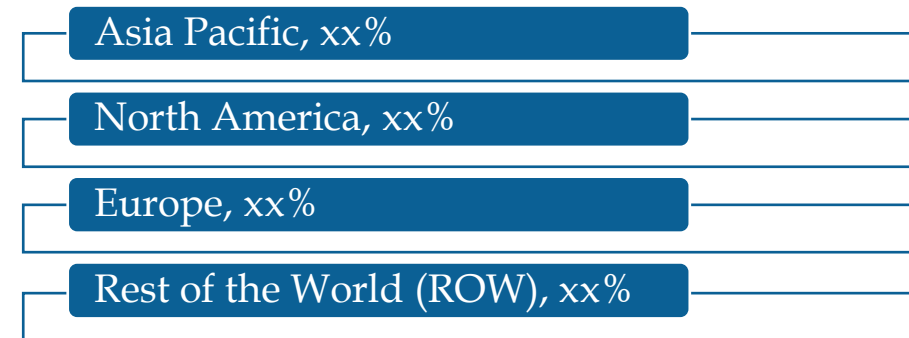 Asia Pacific, xx%
North America, xx%
Europe, xx%
Rest of the World (ROW), xx%